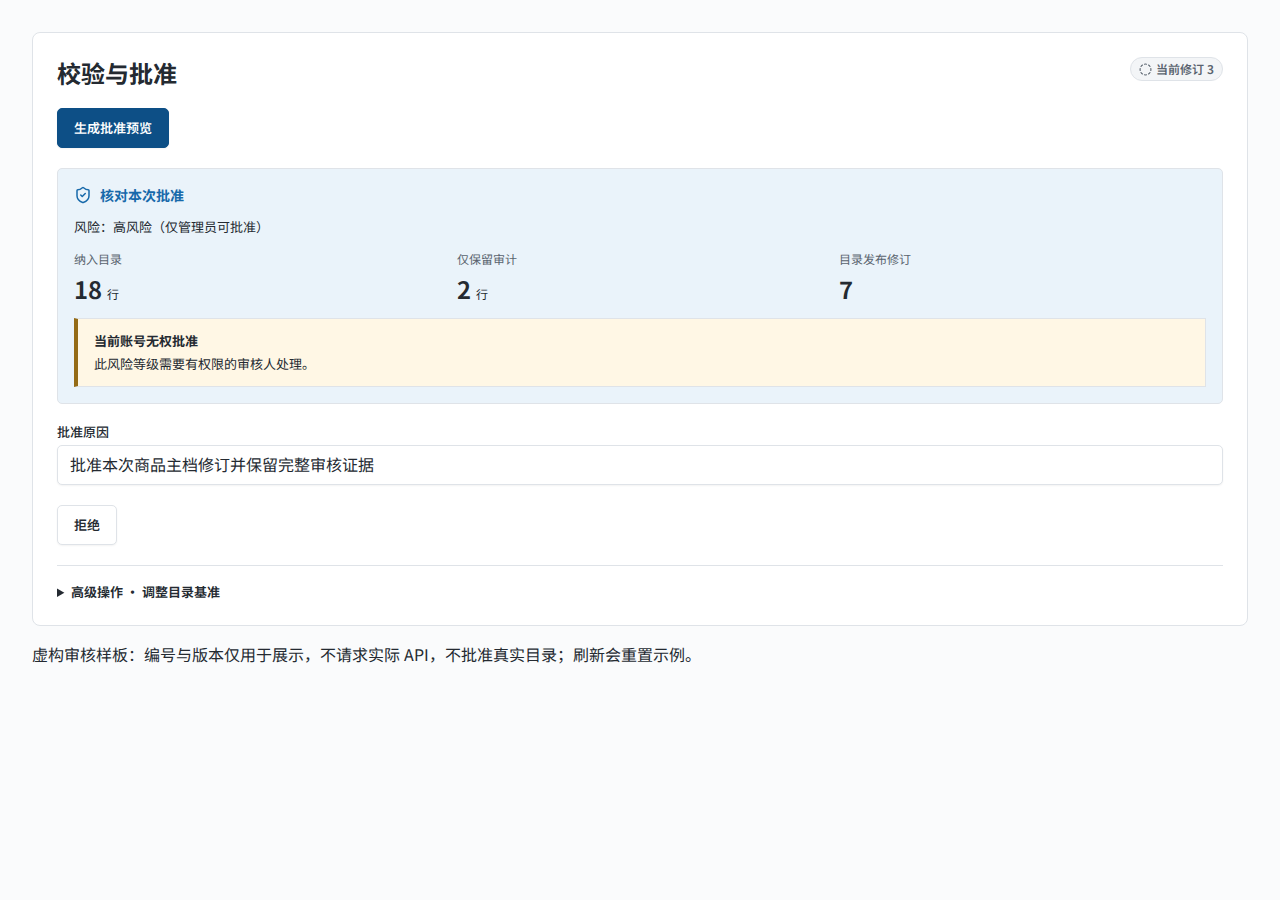 校验与批准
当前修订 3
生成批准预览
核对本次批准
风险：高风险（仅管理员可批准）
纳入目录
仅保留审计
目录发布修订
18 行
2 行
7
当前账号无权批准
此风险等级需要有权限的审核人处理。
批准原因
批准本次商品主档修订并保留完整审核证据
拒绝
高级操作 · 调整目录基准
虚构审核样板：编号与版本仅用于展示，不请求实际 API，不批准真实目录；刷新会重置示例。